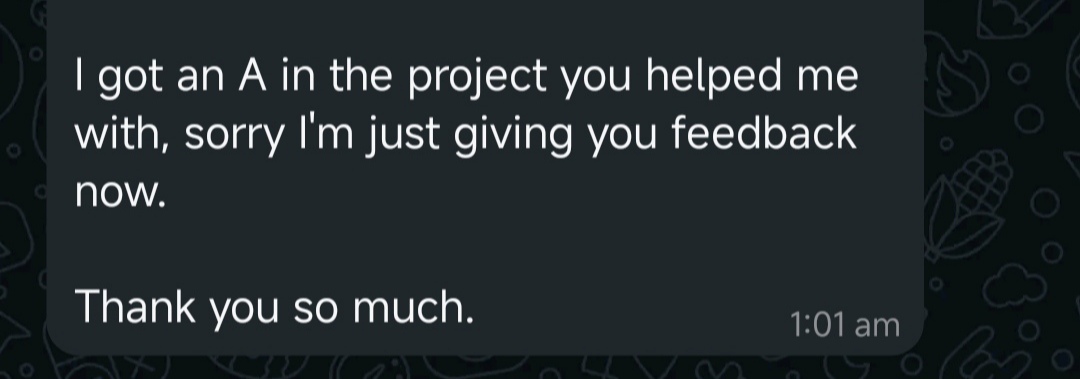 I got an A in the project you helped me
with, sorry I'm just giving you feedback
now.
Thank you so much.
1:01 am